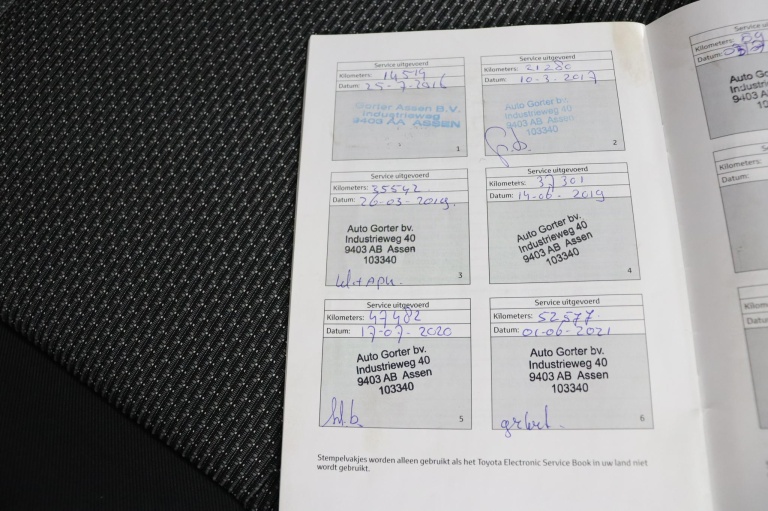 Service uitgevoerd
Kilometers: 14514
Datum: 25-7-2016
Gorter Assen B.V.
Industrieweg
9403 AA ASSEN
1
Service uitgevoerd
Kilometers: 21280
Datum: 10-3-2017
Auto Gorter bv.
Industrieweg 40
9403 AB Assen
103340
2
Service uitgevoerd
Kilometers: 35542
Datum: 26-03-2019.
Auto Gorter bv.
Industrieweg 40
9403 AB Assen
103340
3
Service uitgevoerd
Kilometers: 37301
Datum: 14-06-2019
Auto Gorter bv.
Industrieweg 40
9403 AB Assen
103340
4
Service uitgevoerd
Kilometers: 47482
Datum: 17-07-2020
Auto Gorter bv.
Industrieweg 40
9403 AB Assen
103340
5
Service uitgevoerd
Kilometers: 52577
Datum: 01-06-2021
Auto Gorter bv.
Industrieweg 40
9403 AB Assen
103340
6
Stempelvakjes worden alleen gebruikt als het Toyota Electronic Service Book in uw land niet
wordt gebruikt.
Kilometers:
Datum:
Auto
Industrie
9403 AB
103
Kilometers:
Datum: